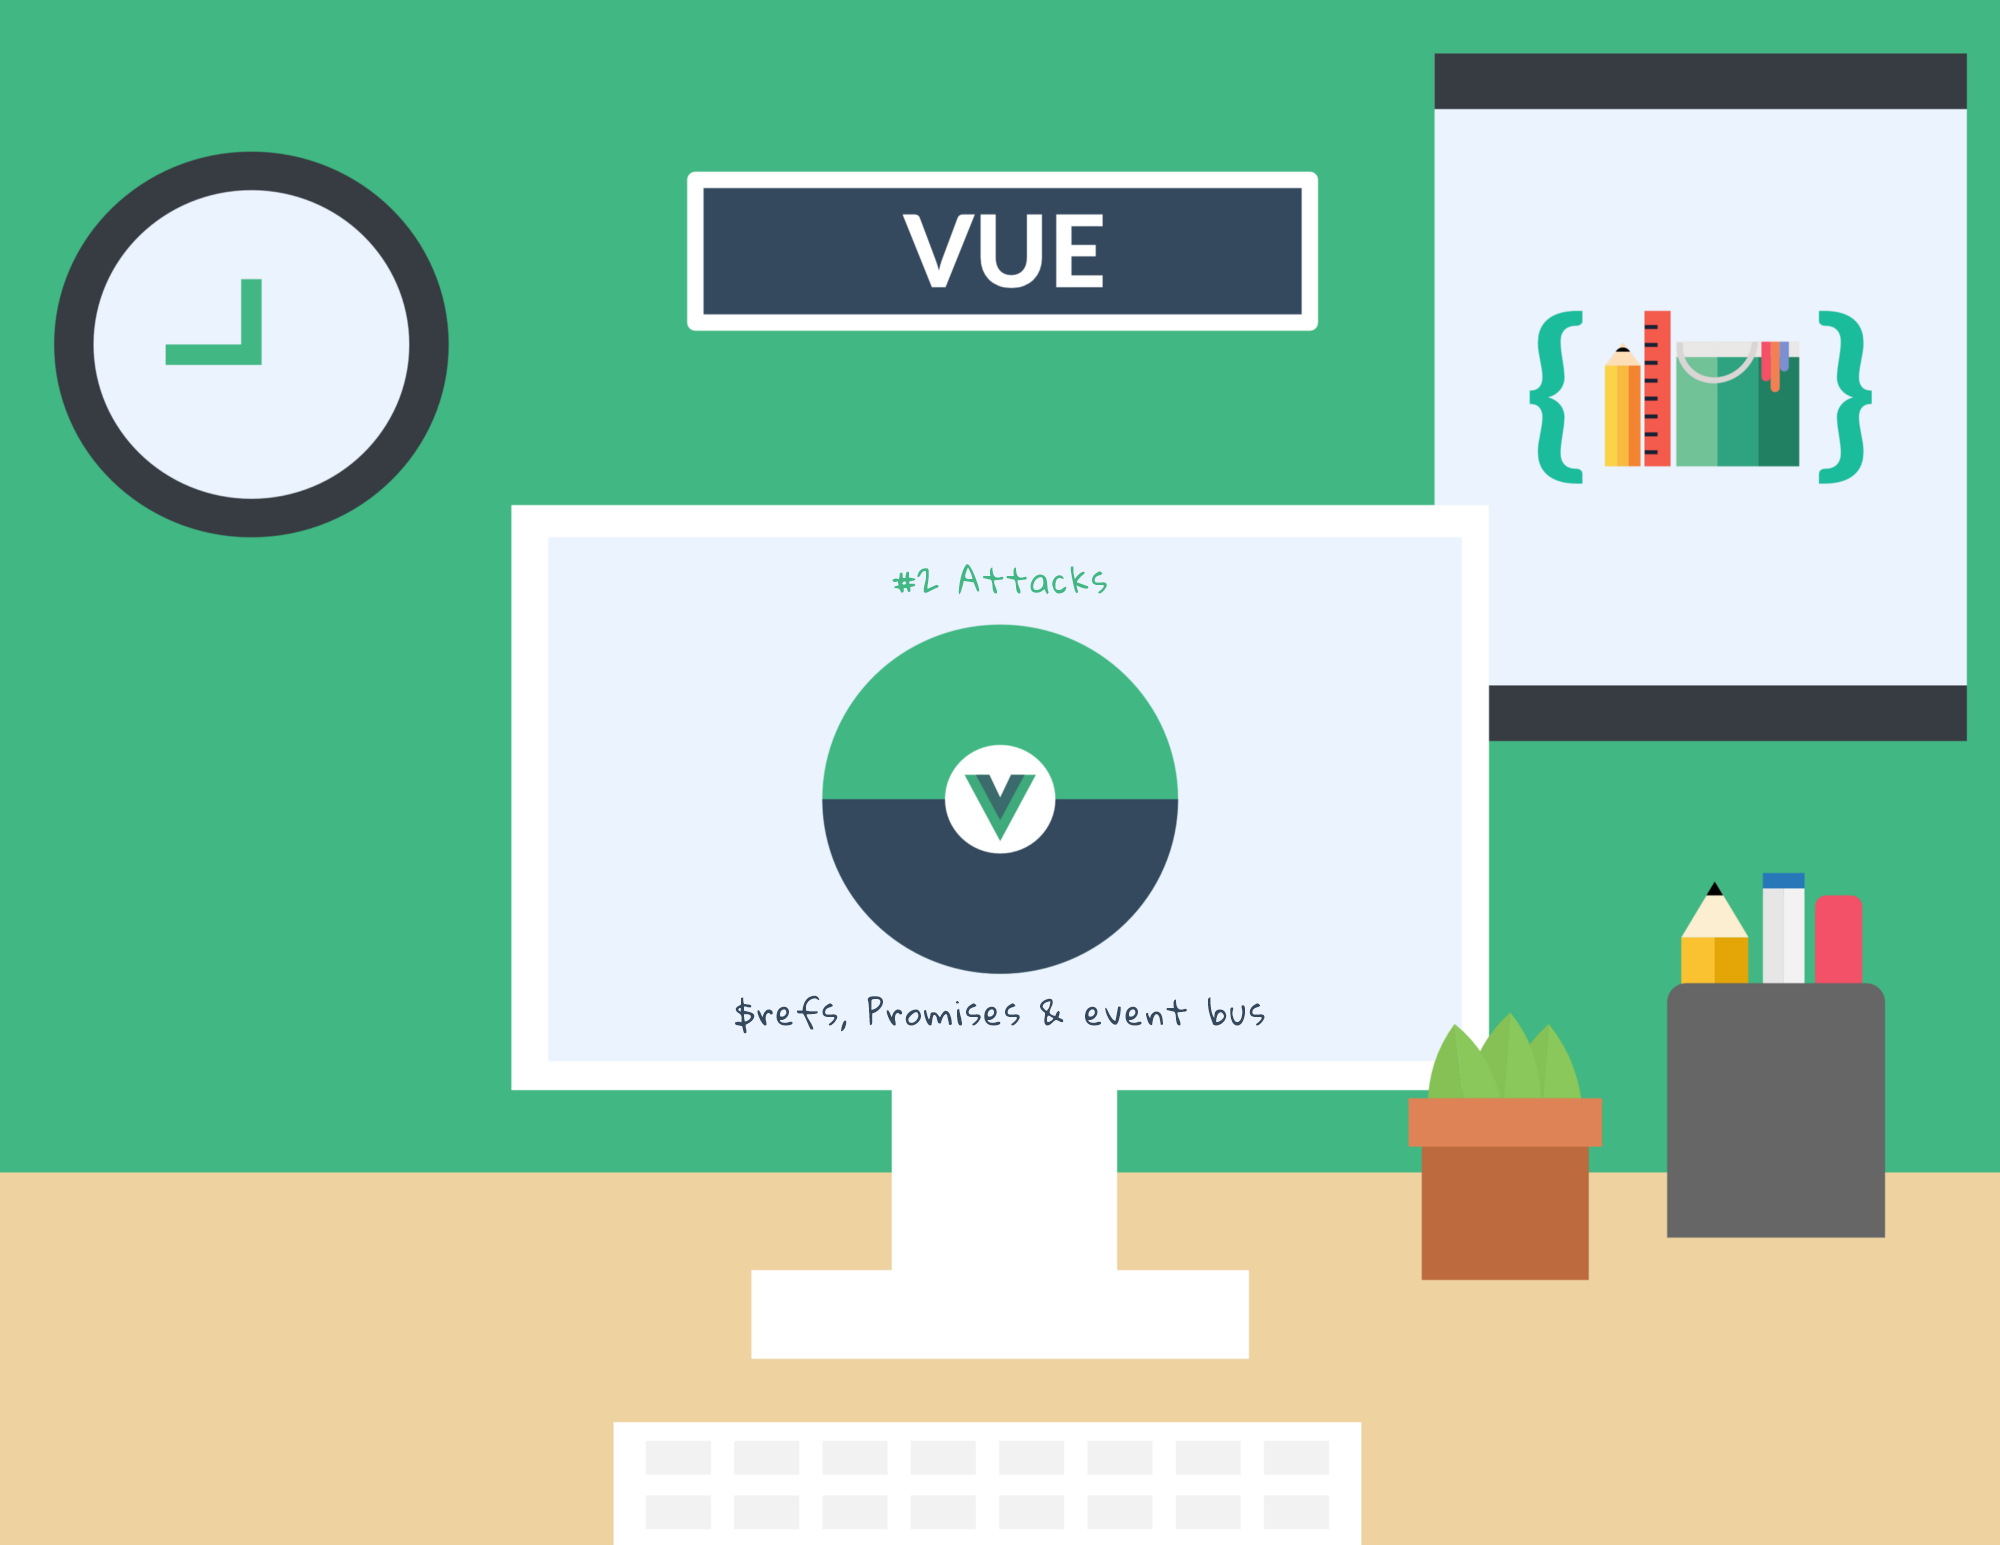 VUE
#2 Attacks
$refs, Promises & event bus